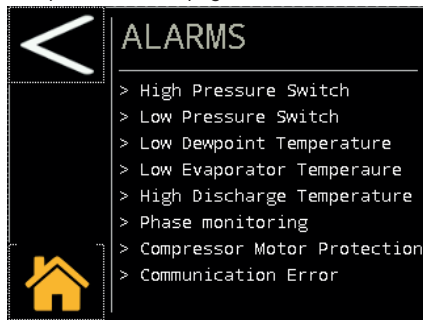 ALARMS
> High Pressure Switch
> Low Pressure Switch
> Low Dewpoint Temperature
> Low Evaporator Temperaure
> High Discharge Temperature
> Phase monitoring
> Compressor Motor Protection
> Communication Error